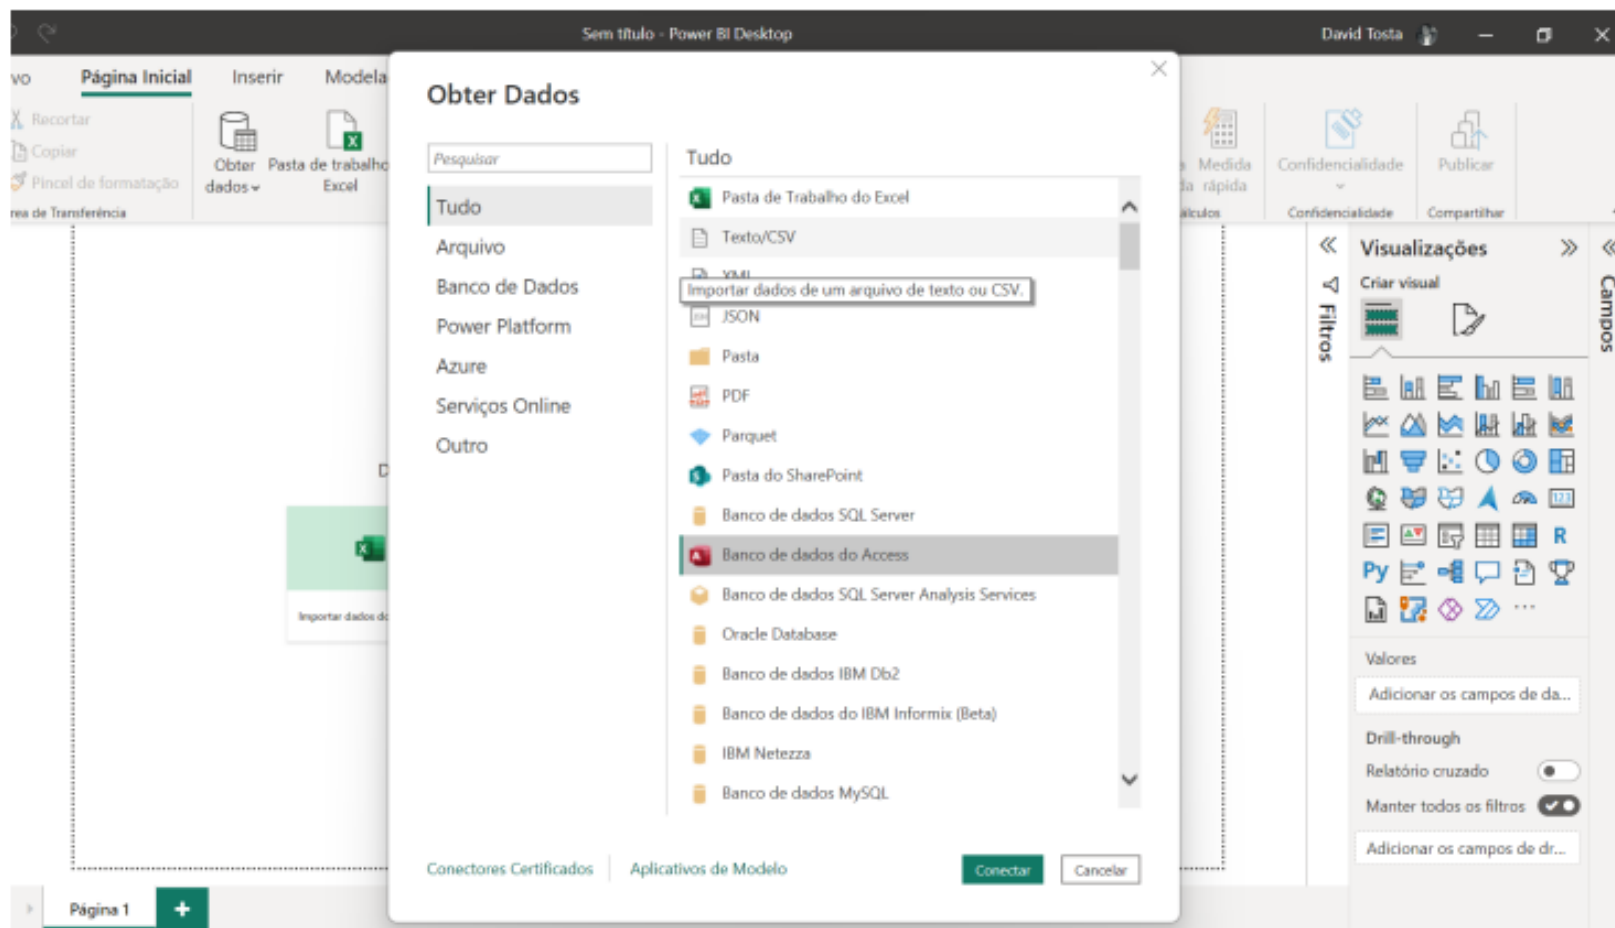 Sem título - Power BI Desktop
David Tosta
vo
Página Inicial
Inserir
Modela
Recortar
Copiar
Pincel de formatação
rea de Transferência
Obter
dados
Pasta de trabalho
Excel
Obter Dados
Pesquisar
Tudo
Arquivo
Banco de Dados
Power Platform
Azure
Serviços Online
Outro
Tudo
Pasta de Trabalho do Excel
Texto/CSV
XML
Importar dados de um arquivo de texto ou CSV.
JSON
Pasta
PDF
Parquet
Pasta do SharePoint
Banco de dados SQL Server
Banco de dados do Access
Banco de dados SQL Server Analysis Services
Oracle Database
Banco de dados IBM Db2
Banco de dados do IBM Informix (Beta)
IBM Netezza
Banco de dados MySQL
Conectores Certificados
Aplicativos de Modelo
Conectar
Cancelar
a Medida
da rápida
álculos
Confidencialidade
Confidencialidade
Publicar
Compartilhar
D
Importar dados do
Filtros
Visualizações
Criar visual
123
R
Py
Valores
Adicionar os campos de da...
Drill-through
Relatório cruzado
Manter todos os filtros
Adicionar os campos de dr...
Campos
Página 1